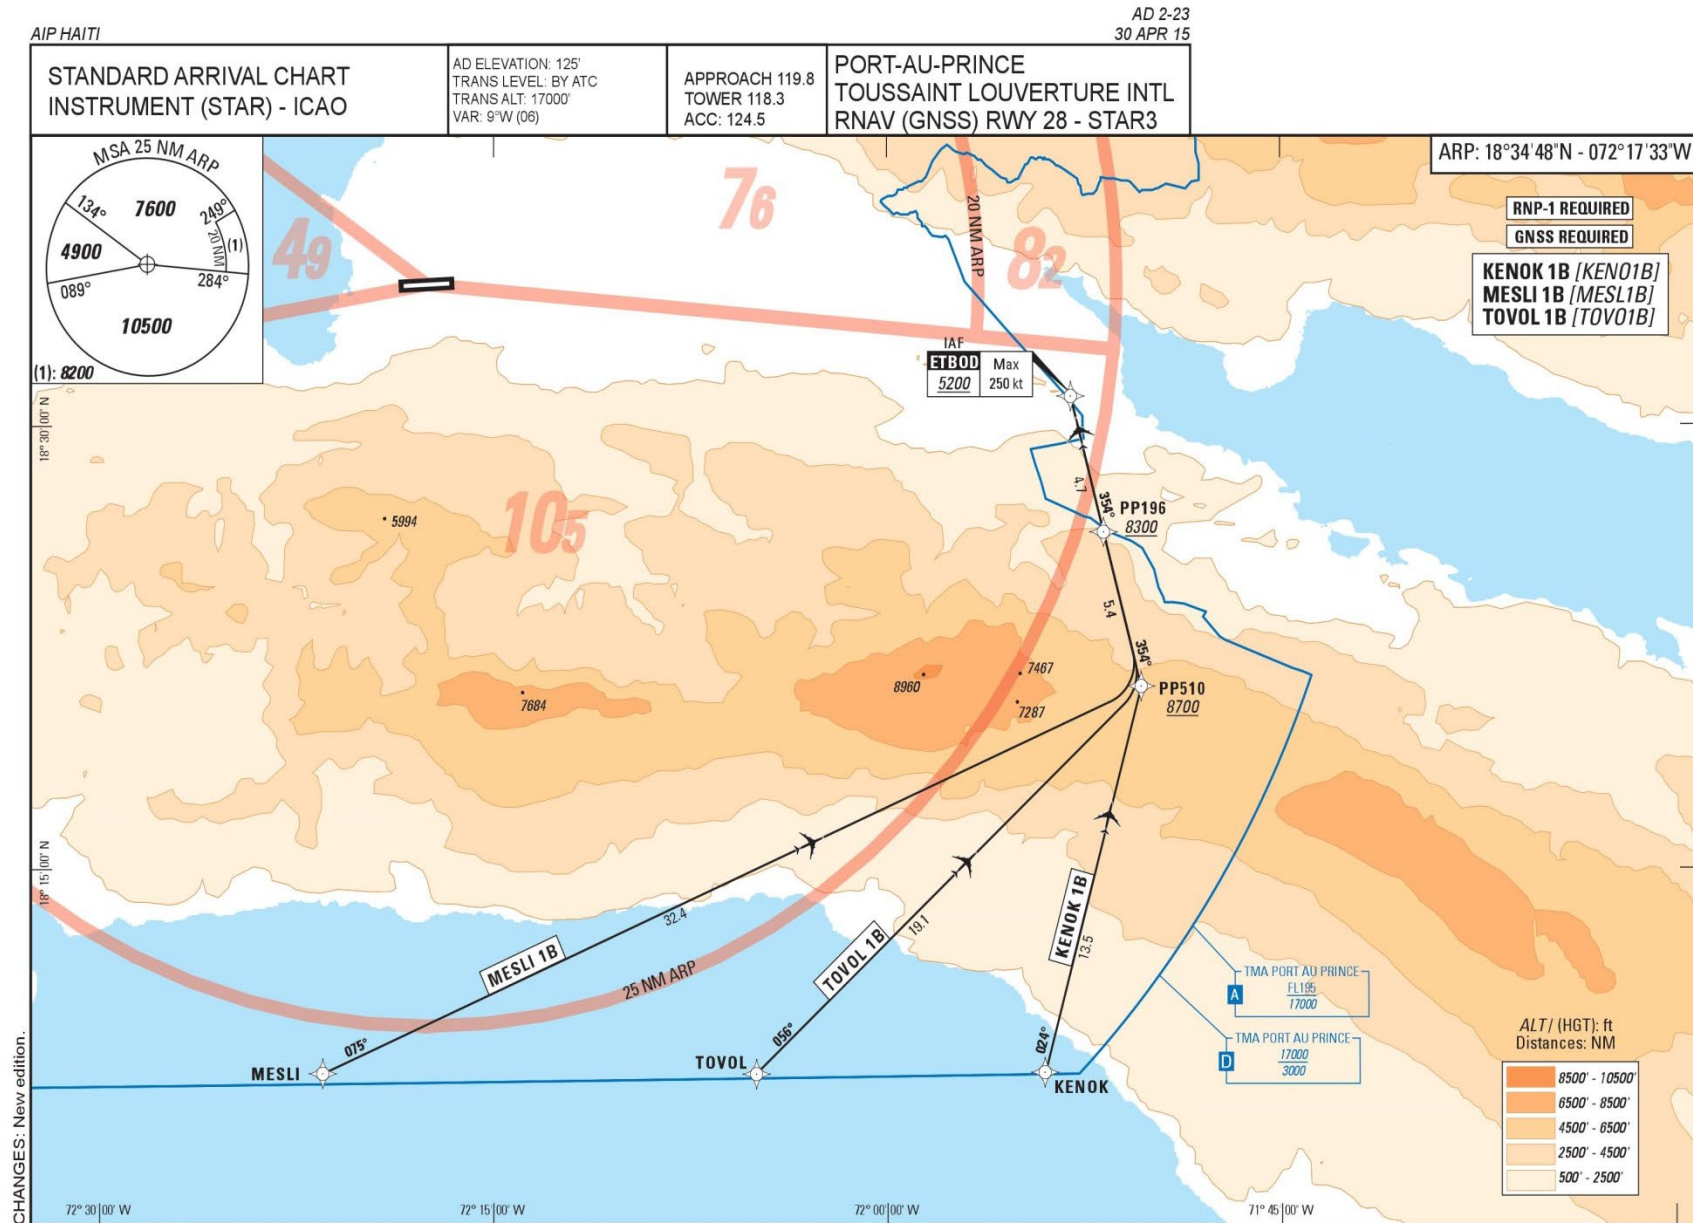 AIP HAITI
AD 2-23
30 APR 15
STANDARD ARRIVAL CHART
INSTRUMENT (STAR) - ICAO
AD ELEVATION: 125'
TRANS LEVEL: BY ATC
TRANS ALT: 17000'
VAR: 9°W (06)
APPROACH 119.8
TOWER 118.3
ACC: 124.5
PORT-AU-PRINCE
TOUSSAINT LOUVERTURE INTL
RNAV (GNSS) RWY 28 - STAR3
MSA 25 NM ARP
134°
7600
249°
20 NM
(1)
4900
284°
089°
10500
(1): 8200
ARP: 18°34'48"N - 072°17'33"W
RNP-1 REQUIRED
GNSS REQUIRED
KENOK 1B [KENO1B]
MESLI 1B [MESL1B]
TOVOL 1B [TOVO1B]
49
76
82
20 NM ARP
IAF
ETBOD
5200
Max
250 kt
18°30'00" N
4.7
354°
PP196
8300
105
5994
5.4
354°
PP510
8700
7467
8960
7287
7684
18°15'00" N
MESLI 1B
32.4
TOVOL 1B
19.1
KENOK 1B
13.5
25 NM ARP
075°
056°
024°
MESLI
TOVOL
KENOK
TMA PORT AU PRINCE
A
FL195
17000
TMA PORT AU PRINCE
D
17000
3000
ALT/ (HGT): ft
Distances: NM
8500' - 10500'
6500' - 8500'
4500' - 6500'
2500' - 4500'
500' - 2500'
CHANGES: New edition.
72°30'00" W
72°15'00" W
72°00'00" W
71°45'00" W